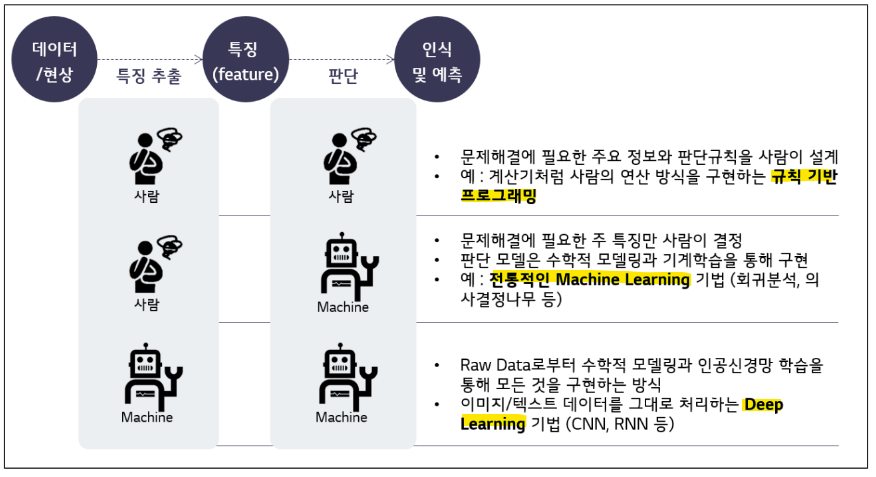 데이터
/현상
특징 추출
특징
(feature)
판단
인식
및 예측
사람
사람
• 문제해결에 필요한 주요 정보와 판단규칙을 사람이 설계
• 예 : 계산기처럼 사람의 연산 방식을 구현하는 규칙 기반
프로그래밍
사람
Machine
• 문제해결에 필요한 주 특징만 사람이 결정
• 판단 모델은 수학적 모델링과 기계학습을 통해 구현
• 예 : 전통적인 Machine Learning 기법 (회귀분석, 의
사결정나무 등)
Machine
Machine
• Raw Data로부터 수학적 모델링과 인공신경망 학습을
통해 모든 것을 구현하는 방식
• 이미지/텍스트 데이터를 그대로 처리하는 Deep
Learning 기법 (CNN, RNN 등)